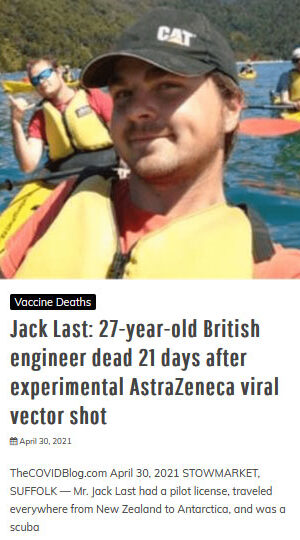 CAT
Vaccine Deaths
Jack Last: 27-year-old British
engineer dead 21 days after
experimental AstraZeneca viral
vector shot
April 30, 2021
TheCOVIDBlog.com April 30, 2021 STOWMARKET,
SUFFOLK — Mr. Jack Last had a pilot license, traveled
everywhere from New Zealand to Antarctica, and was a
scuba